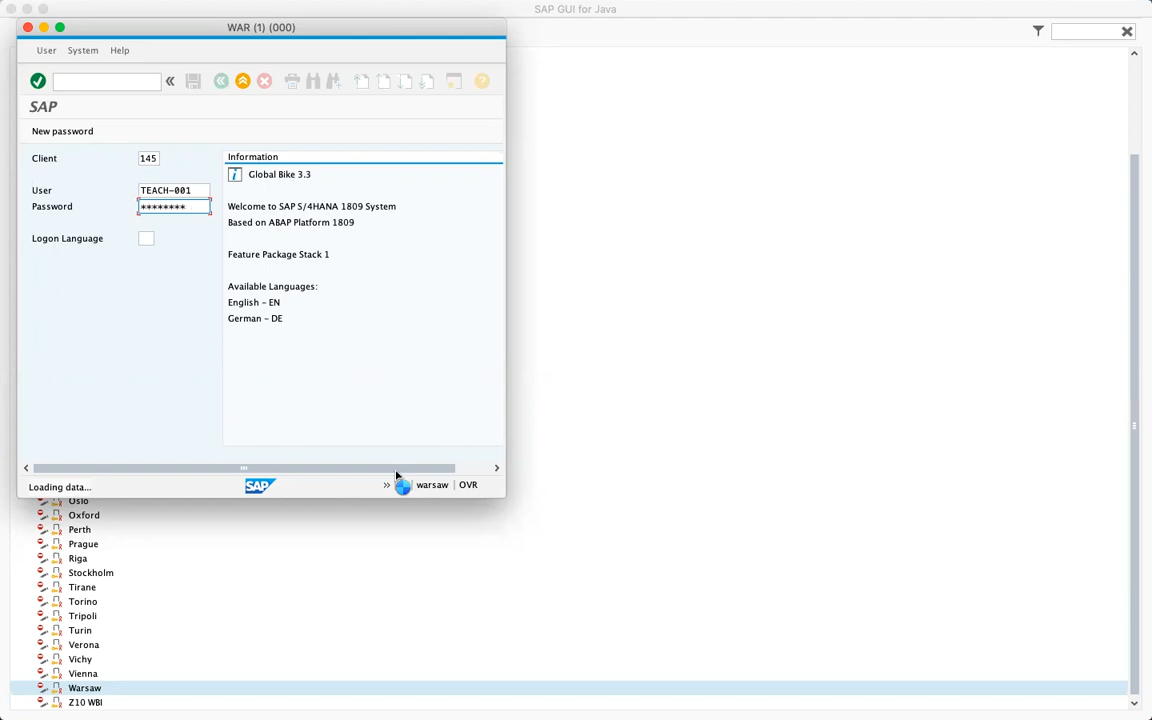 SAP GUI for Java
WAR (1) (000)
User System Help
SAP
New password
Client 145
User TEACH-001
Password ********
Logon Language
Information
Global Bike 3.3
Welcome to SAP S/4HANA 1809 System
Based on ABAP Platform 1809
Feature Package Stack 1
Available Languages:
English - EN
German - DE
Loading data...
SAP
» warsaw OVR
Oslo
Oxford
Perth
Prague
Riga
Stockholm
Tirane
Torino
Tripoli
Turin
Verona
Vichy
Vienna
Warsaw
Z10 WBI